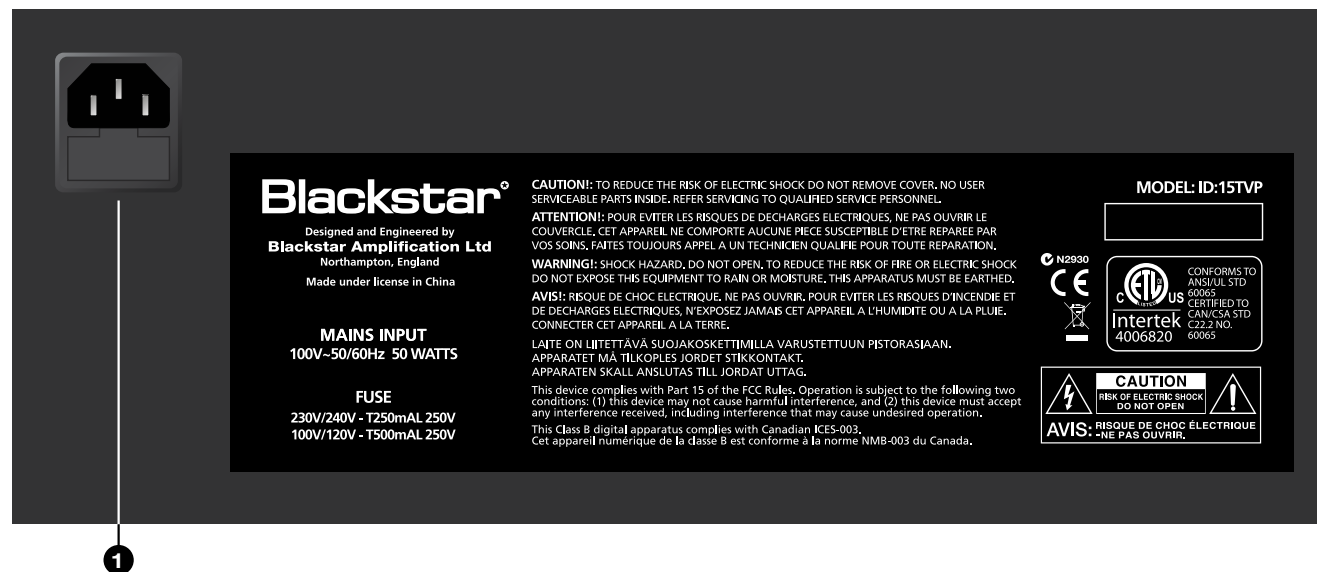 Blackstar
Designed and Engineered by
Blackstar Amplification Ltd
Northampton, England
Made under license in China
MAINS INPUT
100V~50/60Hz 50 WATTS
FUSE
230V/240V - T250mAL 250V
100V/120V - T500mAL 250V
CAUTION!: TO REDUCE THE RISK OF ELECTRIC SHOCK DO NOT REMOVE COVER. NO USER
SERVICEABLE PARTS INSIDE. REFER SERVICING TO QUALIFIED SERVICE PERSONNEL.
ATTENTION!: POUR EVITER LES RISQUES DE DECHARGES ELECTRIQUES, NE PAS OUVRIR LE
COUVERCLE. CET APPAREIL NE COMPORTE AUCUNE PIECE SUSCEPTIBLE D'ETRE REPAREE PAR
VOS SOINS. FAITES TOUJOURS APPEL A UN TECHNICIEN QUALIFIE POUR TOUTE REPARATION.
WARNING!: SHOCK HAZARD. DO NOT OPEN. TO REDUCE THE RISK OF FIRE OR ELECTRIC SHOCK
DO NOT EXPOSE THIS EQUIPMENT TO RAIN OR MOISTURE. THIS APPARATUS MUST BE EARTHED.
AVIS!: RISQUE DE CHOC ELECTRIQUE. NE PAS OUVRIR. POUR EVITER LES RISQUES D'INCENDIE ET
DE DECHARGES ELECTRIQUES, N'EXPOSEZ JAMAIS CET APPAREIL A L'HUMIDITE OU A LA PLUIE.
CONNECTER CET APPAREIL A LA TERRE.
LAITE ON LIITETTÄVÄ SUOJAKOSKETTIMILLA VARUSTETTUUN PISTORASIAAN.
APPARATET MÅ TILKOPLES JORDET STIKKONTAKT.
APPARATEN SKALL ANSLUTAS TILL JORDAT UTTAG.
This device complies with Part 15 of the FCC Rules. Operation is subject to the following two
conditions: (1) this device may not cause harmful interference, and (2) this device must accept
any interference received, including interference that may cause undesired operation.
This Class B digital apparatus complies with Canadian ICES-003.
Cet appareil numérique de la classe B est conforme à la norme NMB-003 du Canada.
MODEL: ID:15TVP
N2930
CE
C ETL US
LISTED
Intertek
4006820
CONFORMS TO
ANSI/UL STD
60065
CERTIFIED TO
CAN/CSA STD
C22.2 NO.
60065
CAUTION
RISK OF ELECTRIC SHOCK
DO NOT OPEN
AVIS: RISQUE DE CHOC ÉLECTRIQUE
-NE PAS OUVRIR.
1